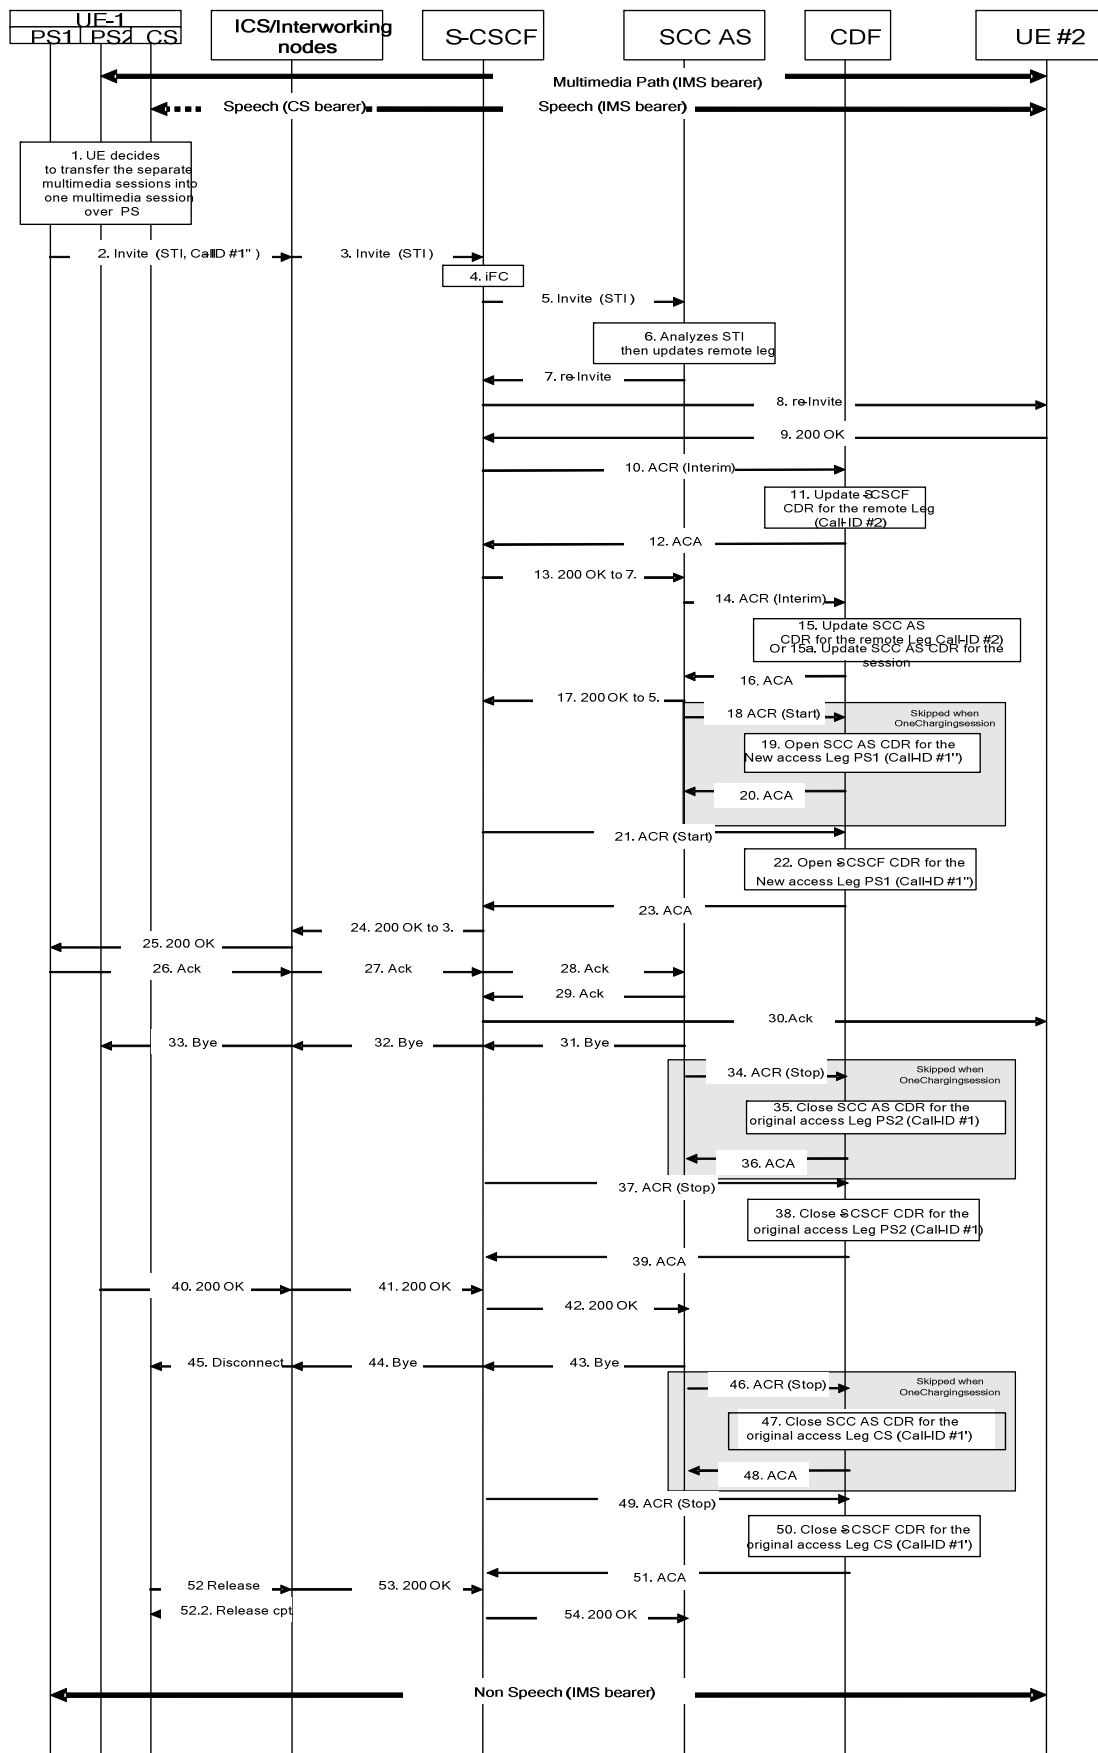 UE-1
PS1 PS2 CS
ICS/Interworking
nodes
S-CSCF
SCC AS
CDF
UE #2
Multimedia Path (IMS bearer)
Speech (CS bearer)
Speech (IMS bearer)
1. UE decides
to transfer the separate
multimedia sessions into
one multimedia session
over PS
2. Invite (STI, Call-ID #1'')
3. Invite (STI)
4. iFC
5. Invite (STI)
6. Analyzes STI
then updates remote leg
7. re-Invite
8. re-Invite
9. 200 OK
10. ACR (Interim)
11. Update S-CSCF
CDR for the remote Leg
(Call-ID #2)
12. ACA
13. 200 OK to 7.
14. ACR (Interim)
15. Update SCC AS
CDR for the remote Leg Call-ID #2)
Or 15a. Update SCC AS CDR for the
session
16. ACA
17. 200 OK to 5.
18 ACR (Start)
Skipped when
OneChargingsession
19. Open SCC AS CDR for the
New access Leg PS1 (Call-ID #1'')
20. ACA
21. ACR (Start)
22. Open S-CSCF CDR for the
New access Leg PS1 (Call-ID #1'')
23. ACA
24. 200 OK to 3.
25. 200 OK
26. Ack
27. Ack
28. Ack
29. Ack
30.Ack
33. Bye
32. Bye
31. Bye
34. ACR (Stop)
Skipped when
OneChargingsession
35. Close SCC AS CDR for the
original access Leg PS2 (Call-ID #1)
36. ACA
37. ACR (Stop)
38. Close S-CSCF CDR for the
original access Leg PS2 (Call-ID #1)
39. ACA
40. 200 OK
41. 200 OK
42. 200 OK
45. Disconnect
44. Bye
43. Bye
46. ACR (Stop)
Skipped when
OneChargingsession
47. Close SCC AS CDR for the
original access Leg CS (Call-ID #1')
48. ACA
49. ACR (Stop)
50. Close S-CSCF CDR for the
original access Leg CS (Call-ID #1')
51. ACA
52 Release
53. 200 OK
52.2. Release cpt
54. 200 OK
Non Speech (IMS bearer)